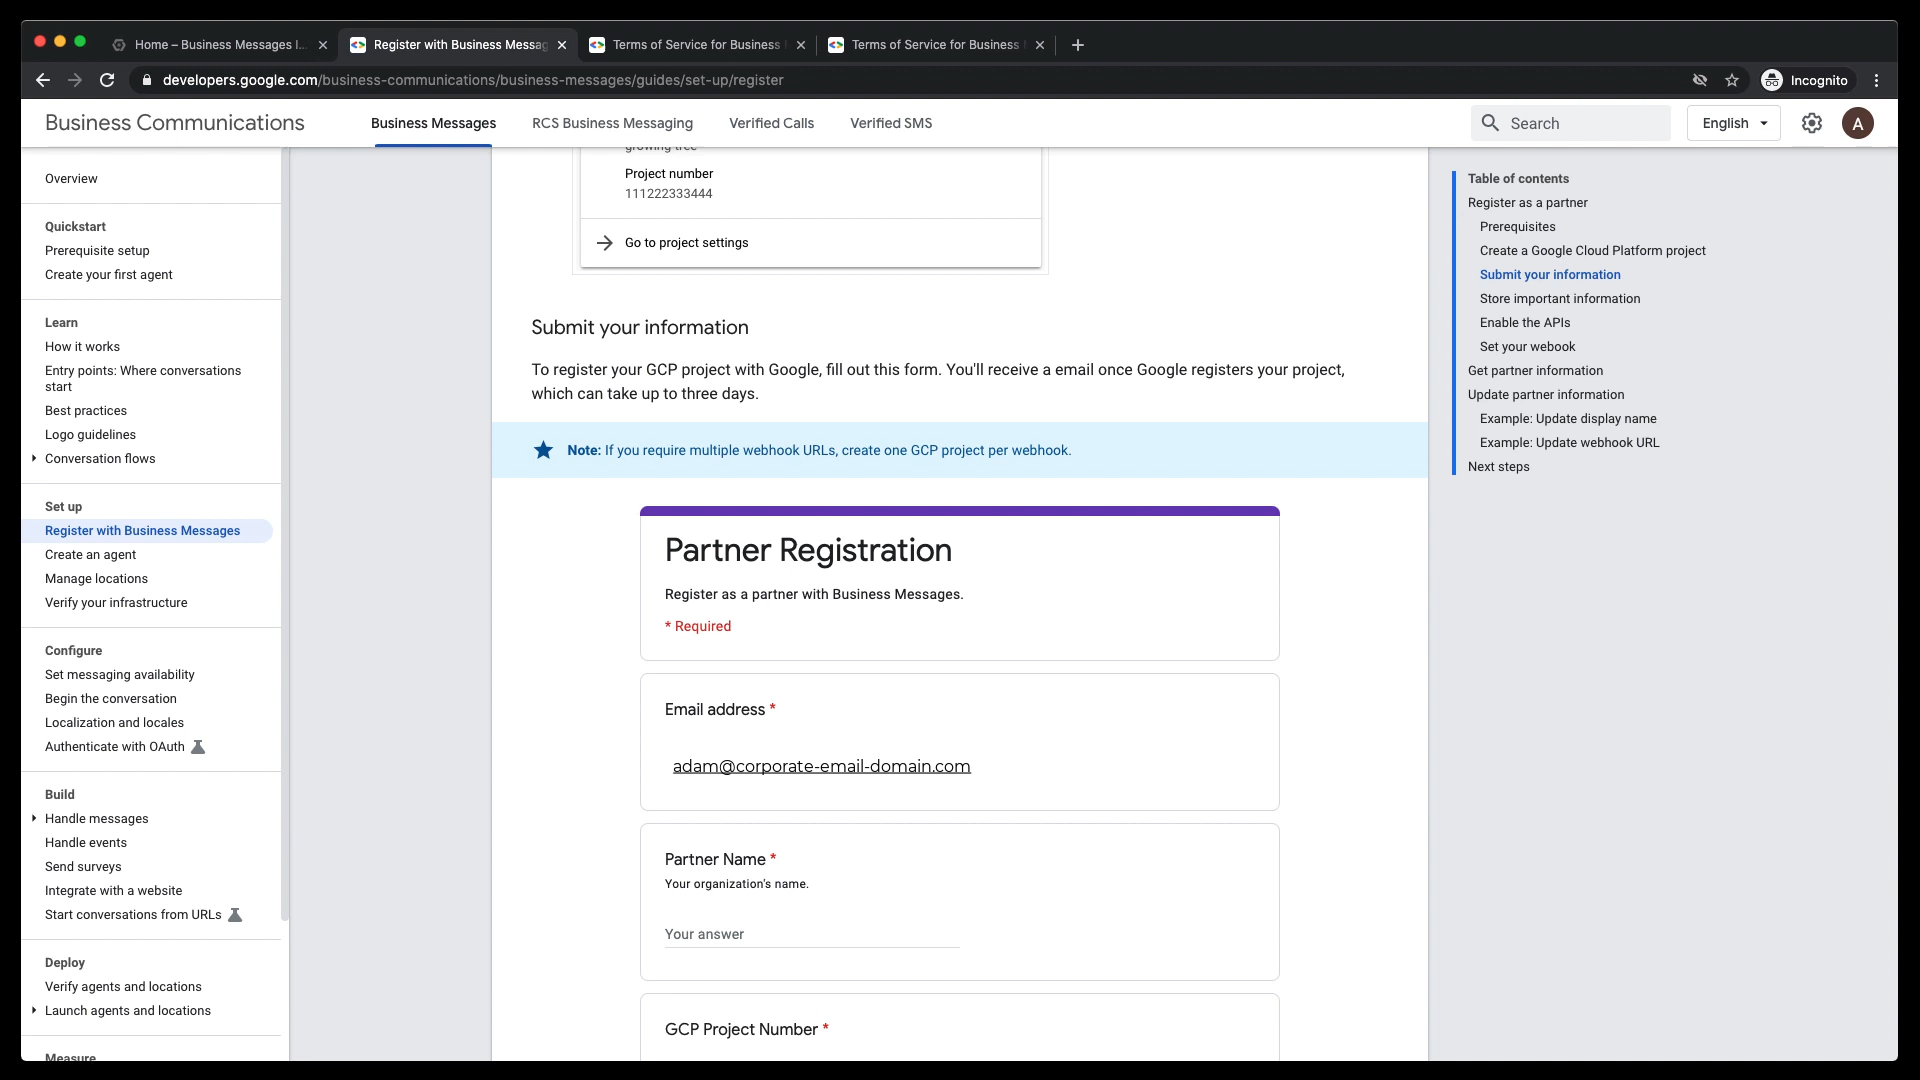 Home – Business Messages I...
Register with Business Messag
Terms of Service for Business
Terms of Service for Business
developers.google.com/business-communications/business-messages/guides/set-up/register
Incognito
Business Communications
Business Messages
RCS Business Messaging
Verified Calls
Verified SMS
Search
English
A
Overview
Quickstart
Prerequisite setup
Create your first agent
Learn
How it works
Entry points: Where conversations
start
Best practices
Logo guidelines
Conversation flows
Set up
Register with Business Messages
Create an agent
Manage locations
Verify your infrastructure
Configure
Set messaging availability
Begin the conversation
Localization and locales
Authenticate with OAuth
Build
Handle messages
Handle events
Send surveys
Integrate with a website
Start conversations from URLs
Deploy
Verify agents and locations
Launch agents and locations
Measure
growing-tree
Project number
111222333444
Go to project settings
Submit your information
To register your GCP project with Google, fill out this form. You'll receive a email once Google registers your project,
which can take up to three days.
Note: If you require multiple webhook URLs, create one GCP project per webhook.
Partner Registration
Register as a partner with Business Messages.
* Required
Email address *
adam@corporate-email-domain.com
Partner Name *
Your organization's name.
Your answer
GCP Project Number *
Table of contents
Register as a partner
Prerequisites
Create a Google Cloud Platform project
Submit your information
Store important information
Enable the APIs
Set your webook
Get partner information
Update partner information
Example: Update display name
Example: Update webhook URL
Next steps